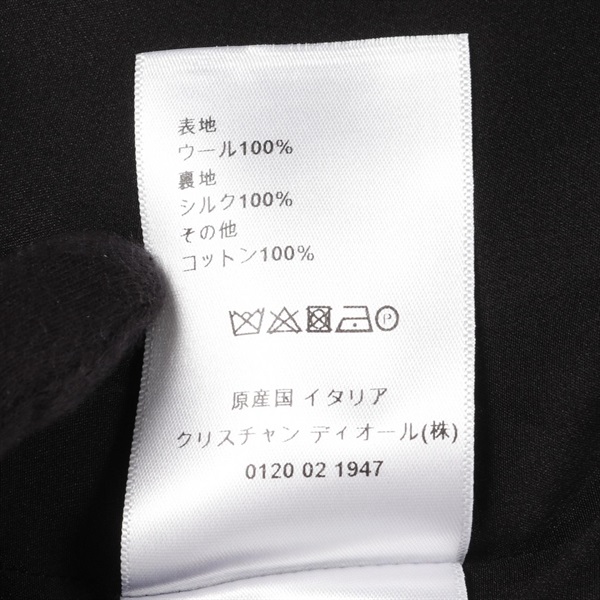 表地
ウール100%
裏地
シルク100%
その他
コットン100%
P
原産国 イタリア
クリスチャン ディオール(株)
0120 02 1947